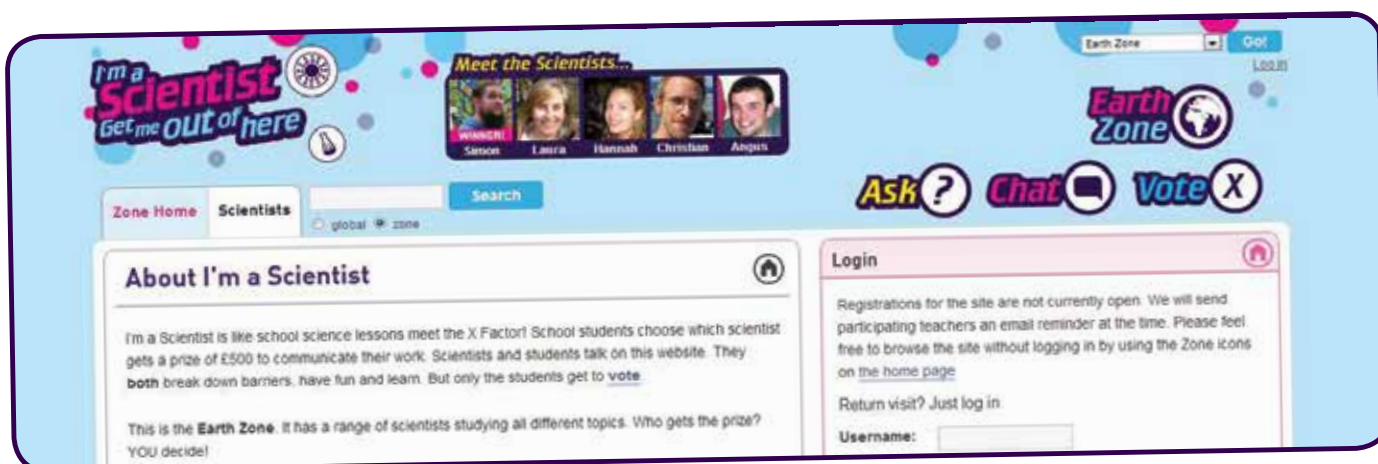 I'm a
Scientist
Get me OUT of here
Meet the Scientists...
WINNER!
Simon Laura Hannah Christian Angus
Earth Zone Go!
Log in
Earth
Zone
Ask ? Chat Vote X
Zone Home Scientists Search
global zone
About I'm a Scientist
I'm a Scientist is like school science lessons meet the X Factor! School students choose which scientist
gets a prize of £500 to communicate their work. Scientists and students talk on this website. They
both break down barriers, have fun and learn. But only the students get to vote.
This is the Earth Zone. It has a range of scientists studying all different topics. Who gets the prize?
YOU decide!
Login
Registrations for the site are not currently open. We will send
participating teachers an email reminder at the time. Please feel
free to browse the site without logging in by using the Zone icons
on the home page
Return visit? Just log in
Username: